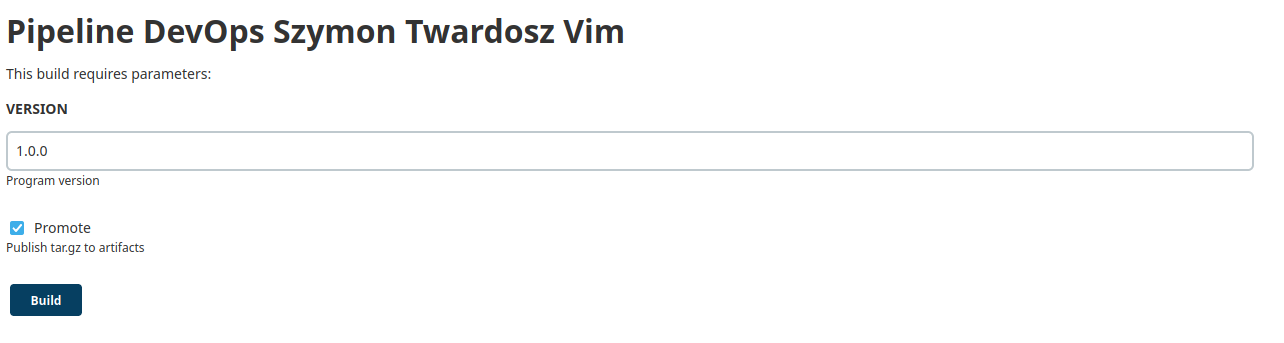 Pipeline DevOps Szymon Twardosz Vim
This build requires parameters:
VERSION
1.0.0
Program version
Promote
Publish tar.gz to artifacts
Build